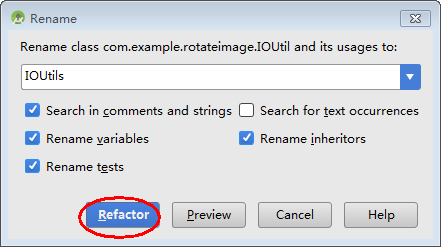 Rename
Rename class com.example.rotateimage.IOUtil and its usages to:
IOUtils
Search in comments and strings Search for text occurrences
Rename variables Rename inheritors
Rename tests
Refactor Preview Cancel Help